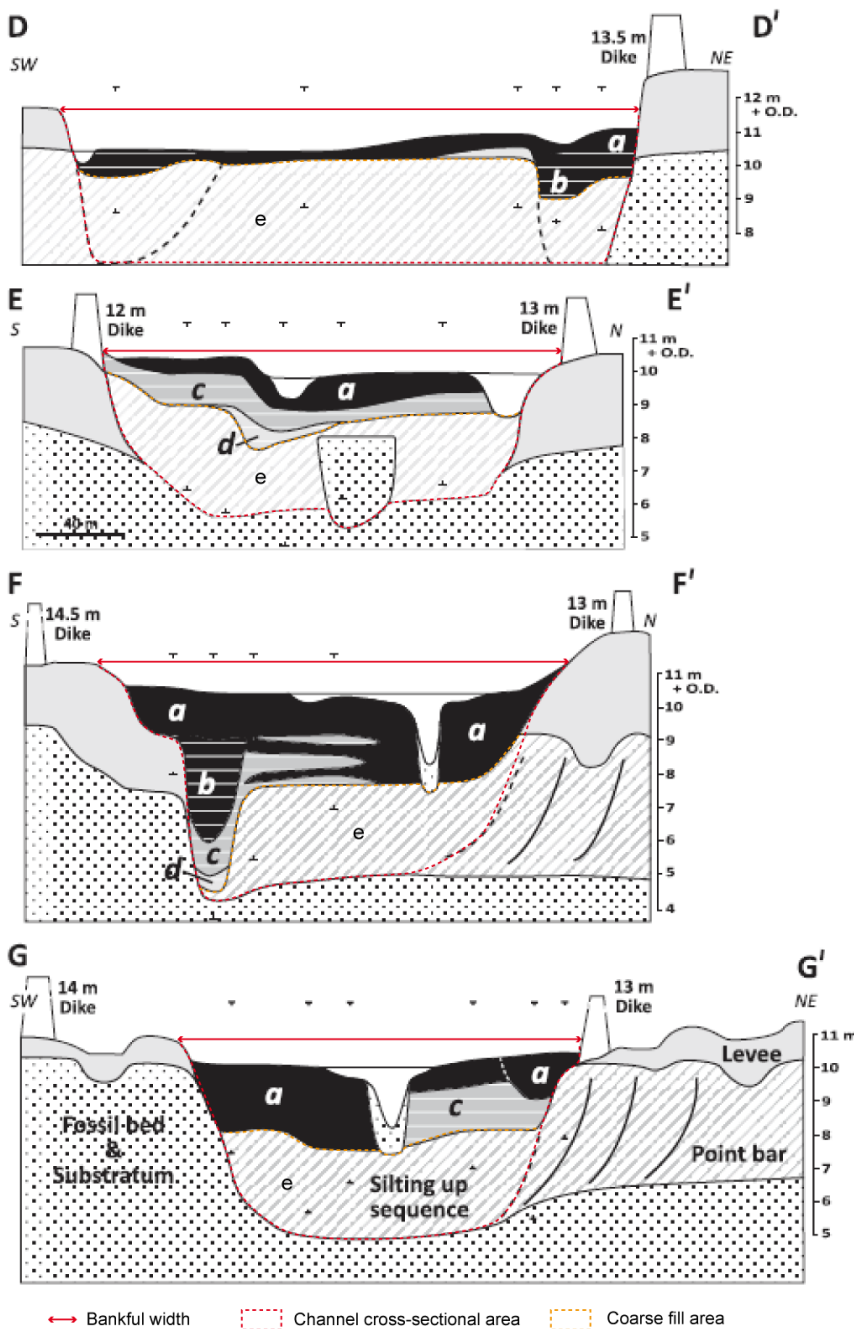 D
D'
SW
13.5 m
Dike
NE
12 m
+ O.D.
11
10
9
8
a
b
e
E
E'
S
12 m
Dike
13 m
Dike
N
11 m
+ O.D.
10
9
8
7
6
5
c
a
d
e
40 m
F
F'
S
14.5 m
Dike
13 m
Dike
N
11 m
+ O.D.
10
9
8
7
6
5
4
a
a
b
e
c
d
G
G'
SW
14 m
Dike
13 m
Dike
NE
11 m
+ O.D.
10
9
8
7
6
5
Levee
a
a
c
Fossil bed
&
Substratum
Point bar
e
Silting up
sequence
Bankful width
Channel cross-sectional area
Coarse fill area